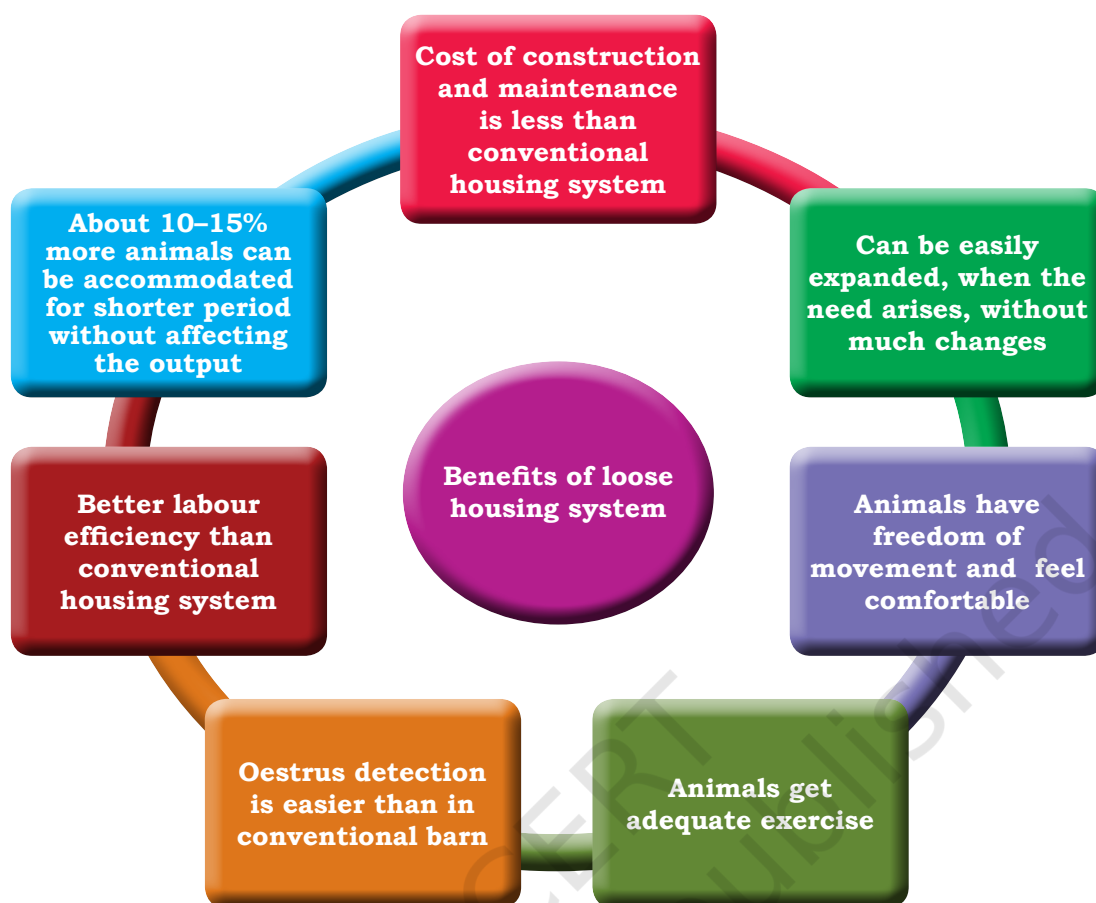 Cost of construction
and maintenance
is less than
conventional
housing system
Can be easily
expanded, when the
need arises, without
much changes
Animals have
freedom of
movement and feel
comfortable
Animals get
adequate exercise
Oestrus detection
is easier than in
conventional barn
Better labour
efficiency than
conventional
housing system
About 10–15%
more animals can
be accommodated
for shorter period
without affecting
the output
Benefits of loose
housing system